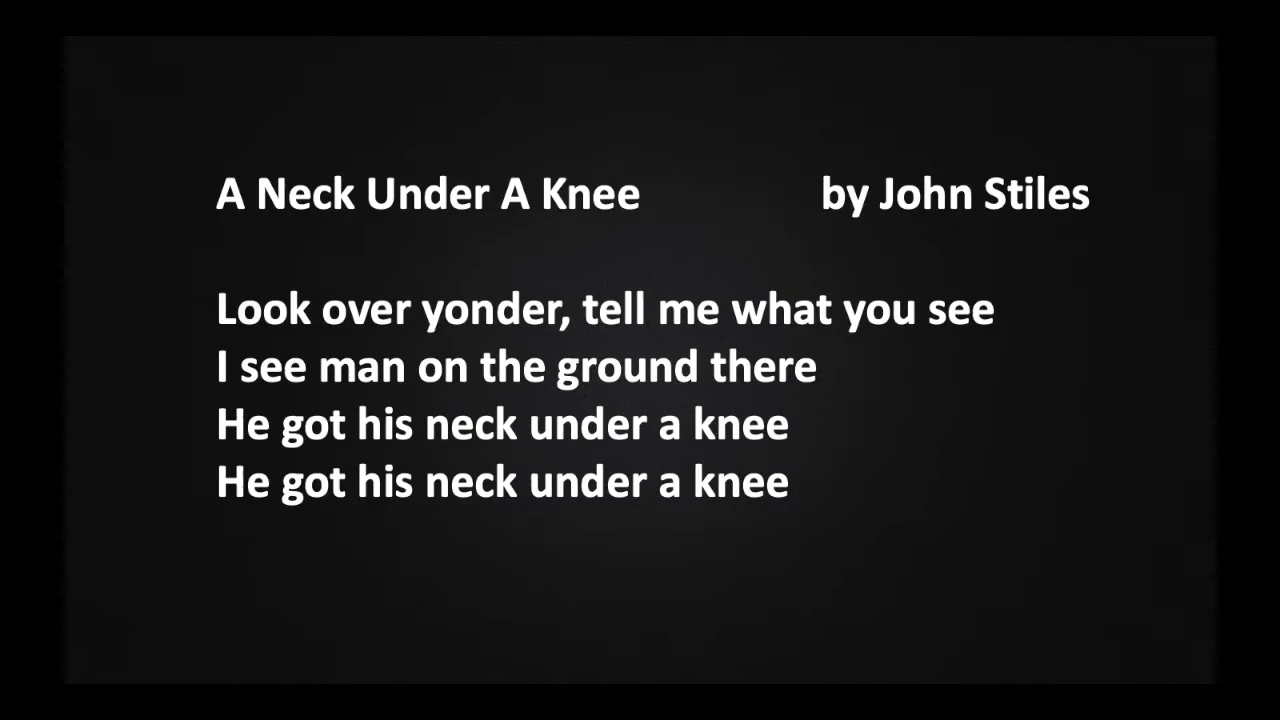 A Neck Under A Knee by John Stiles
Look over yonder, tell me what you see
I see man on the ground there
He got his neck under a knee
He got his neck under a knee